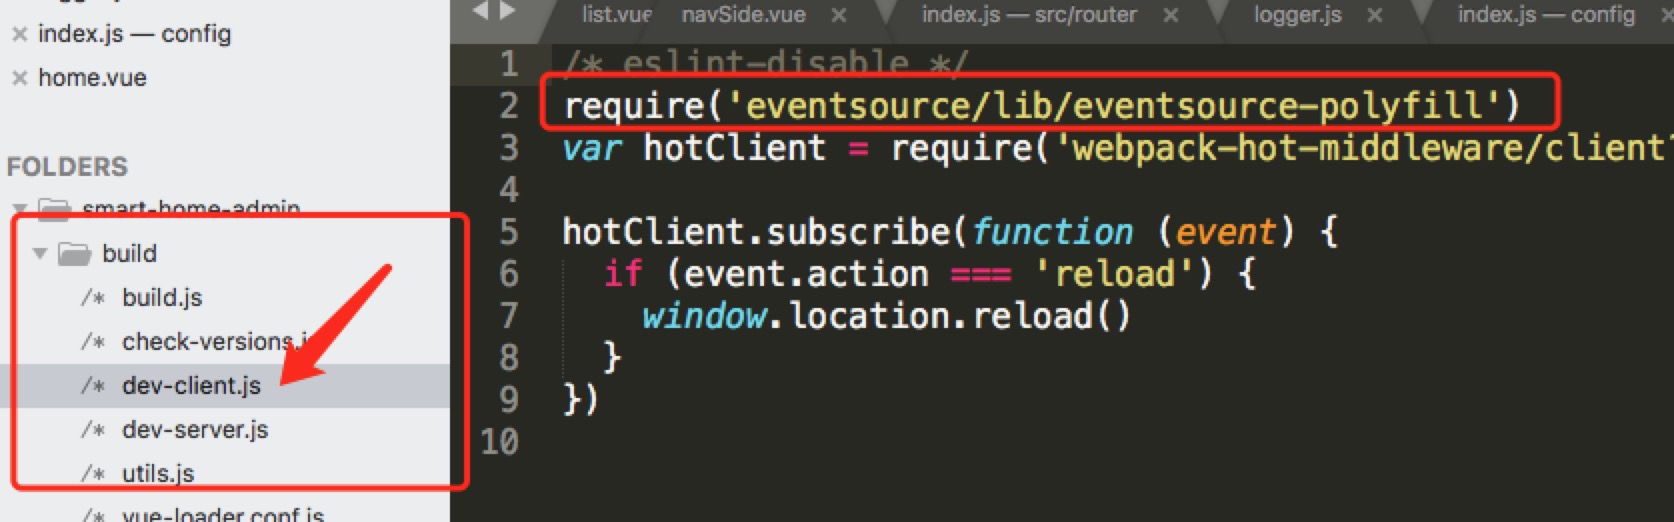 index.js — config
home.vue
FOLDERS
smart-home-admin
build
/* build.js
/* check-versions.js
/* dev-client.js
/* dev-server.js
/* utils.js
/* vue-loader.conf.js
list.vue navSide.vue index.js — src/router logger.js index.js — config
1 /* eslint-disable */
2 require('eventsource/lib/eventsource-polyfill')
3 var hotClient = require('webpack-hot-middleware/client?
4
5 hotClient.subscribe(function (event) {
6 if (event.action === 'reload') {
7 window.location.reload()
8 }
9 })
10